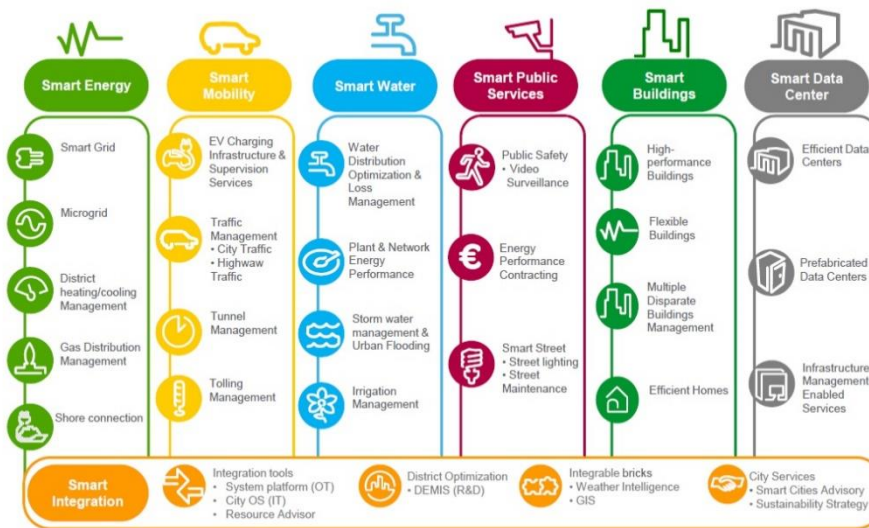 Smart Energy
Smart Grid
Microgrid
District
heating/cooling
Management
Gas Distribution
Management
Shore connection
Smart
Mobility
EV Charging
Infrastructure &
Supervision
Services
Traffic
Management
• City Traffic
• Highwaw
Traffic
Tunnel
Management
Tolling
Management
Smart Water
Water
Distribution
Optimization &
Loss
Management
Plant & Network
Energy
Performance
Storm water
management &
Urban Flooding
Irrigation
Management
Smart Public
Services
Public Safety
• Video
Surveillance
€
Energy
Performance
Contracting
Smart Street
• Street lighting
• Street
Maintenance
Smart
Buildings
High-
performance
Buildings
Flexible
Buildings
Multiple
Disparate
Buildings
Management
Efficient Homes
Smart Data
Center
Efficient Data
Centers
Prefabricated
Data Centers
Infrastructure
Management
Enabled
Services
Smart
Integration
Integration tools
• System platform (OT)
• City OS (IT)
• Resource Advisor
District Optimization
• DEMIS (R&D)
Integrable bricks
• Weather Intelligence
• GIS
City Services
• Smart Cities Advisory
• Sustainability Strategy